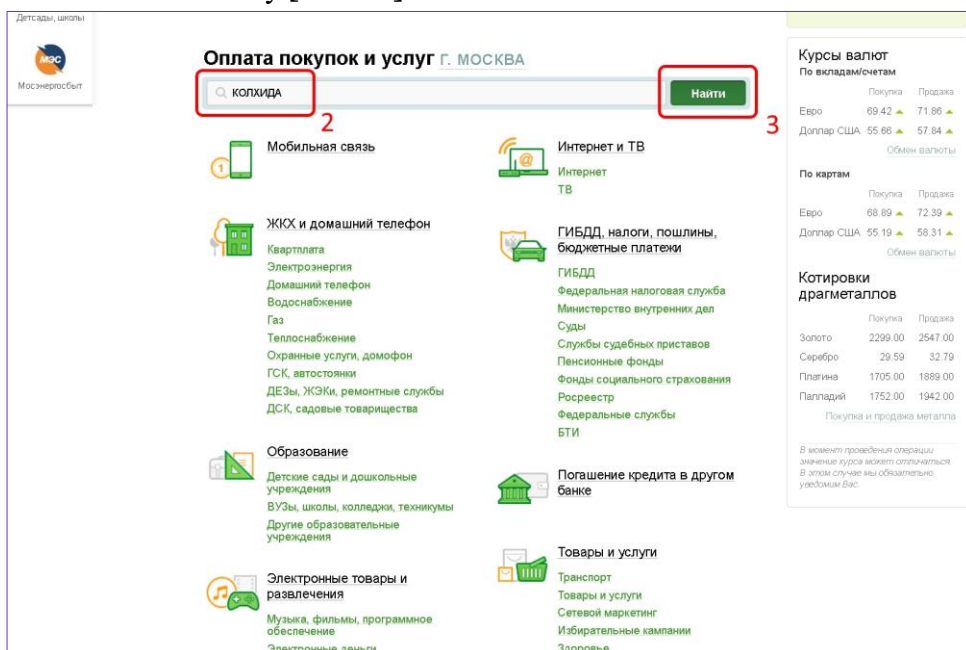 Детсады, школы
МЭС
Мосэнергосбыт
Оплата покупок и услуг г. МОСКВА
КОЛХИДА
Найти
2
3
Мобильная связь
ЖКХ и домашний телефон
Квартплата
Электроэнергия
Домашний телефон
Водоснабжение
Газ
Теплоснабжение
Охранные услуги, домофон
ГСК, автостоянки
ДЕЗы, ЖЭКи, ремонтные службы
ДСК, садовые товарищества
Образование
Детские сады и дошкольные
учреждения
ВУЗы, школы, колледжи, техникумы
Другие образовательные
учреждения
Электронные товары и
развлечения
Музыка, фильмы, программное
обеспечение
Электронные деньги
Интернет и ТВ
Интернет
ТВ
ГИБДД, налоги, пошлины,
бюджетные платежи
ГИБДД
Федеральная налоговая служба
Министерство внутренних дел
Суды
Службы судебных приставов
Пенсионные фонды
Фонды социального страхования
Росреестр
Федеральные службы
БТИ
Погашение кредита в другом
банке
Товары и услуги
Транспорт
Товары и услуги
Сетевой маркетинг
Избирательные кампании
Здоровье
Курсы валют
По вкладам/счетам
Покупка Продажа
Евро 69.42 71.86
Доллар США 55.66 57.84
Обмен валюты
По картам
Покупка Продажа
Евро 68.89 72.39
Доллар США 55.19 58.31
Обмен валюты
Котировки
драгметаллов
Покупка Продажа
Золото 2299.00 2547.00
Серебро 29.59 32.79
Платина 1705.00 1889.00
Палладий 1752.00 1942.00
Покупка и продажа металла
В момент проведения операции
значение курса может отличаться.
В этом случае мы обязательно
уведомим Вас.